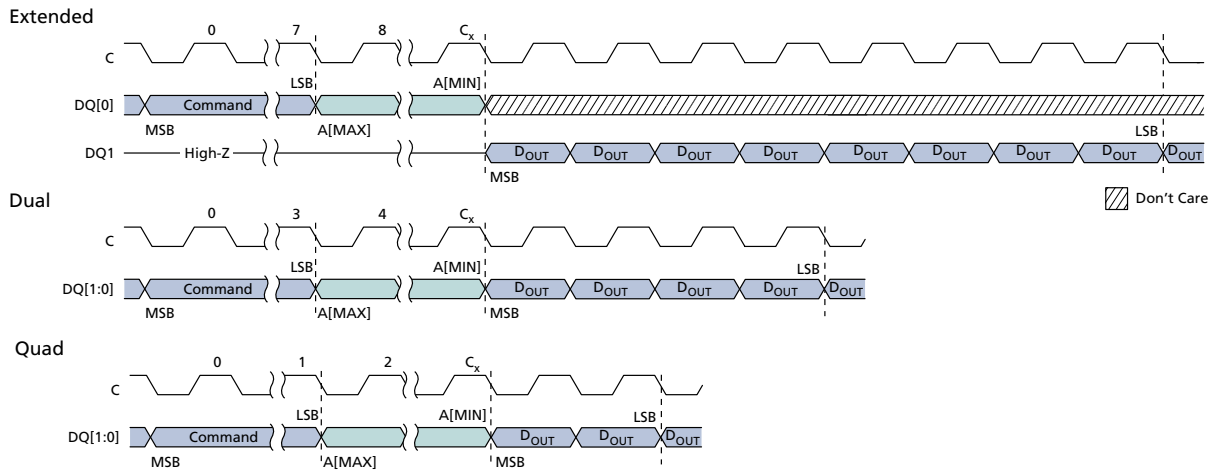 Extended
0 7 8 Cx
C
LSB A[MIN]
DQ[0] Command
MSB A[MAX] LSB
DQ1 High-Z DOUT DOUT DOUT DOUT DOUT DOUT DOUT DOUT DOUT
MSB
Don't Care
Dual
0 3 4 Cx
C
LSB A[MIN] LSB
DQ[1:0] Command DOUT DOUT DOUT DOUT DOUT
MSB A[MAX] MSB
Quad
0 1 2 Cx
C
LSB A[MIN] LSB
DQ[1:0] Command DOUT DOUT DOUT
MSB A[MAX] MSB